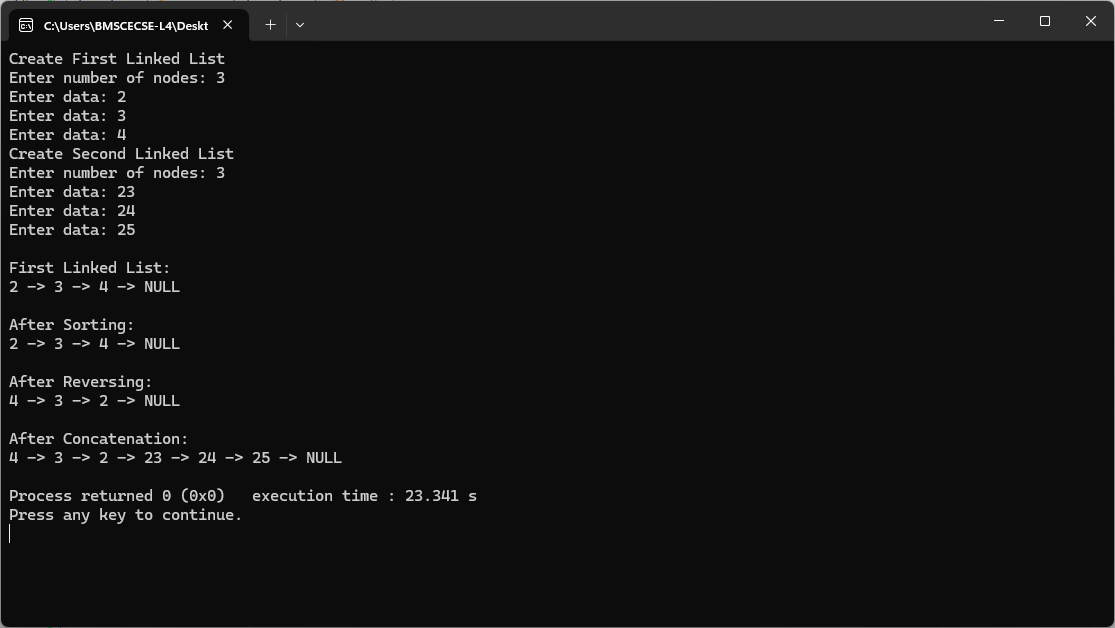 C:\Users\BMSCECSE-L4\Deskt
Create First Linked List
Enter number of nodes: 3
Enter data: 2
Enter data: 3
Enter data: 4
Create Second Linked List
Enter number of nodes: 3
Enter data: 23
Enter data: 24
Enter data: 25
First Linked List:
2 -> 3 -> 4 -> NULL
After Sorting:
2 -> 3 -> 4 -> NULL
After Reversing:
4 -> 3 -> 2 -> NULL
After Concatenation:
4 -> 3 -> 2 -> 23 -> 24 -> 25 -> NULL
Process returned 0 (0x0)   execution time : 23.341 s
Press any key to continue.